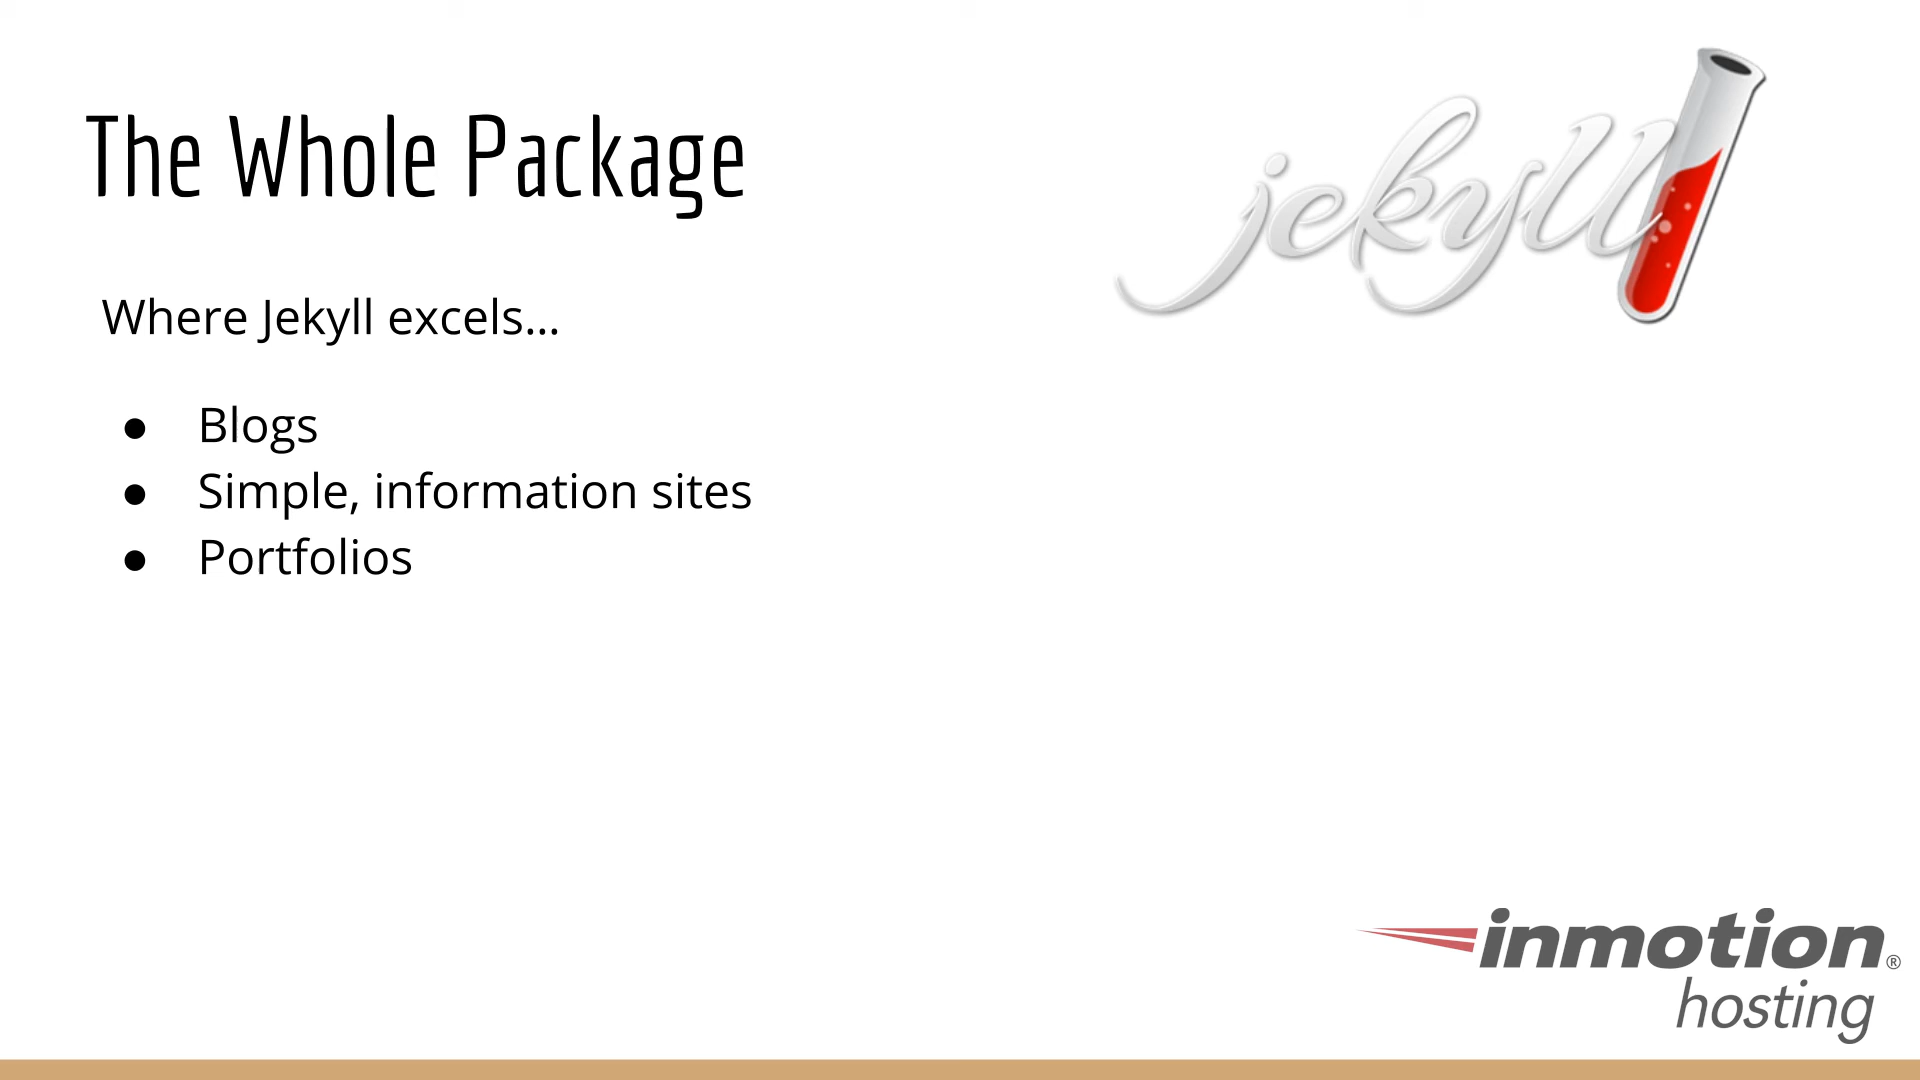 The Whole Package
jekyll
Where Jekyll excels...
● Blogs
● Simple, information sites
● Portfolios
inmotion®
hosting